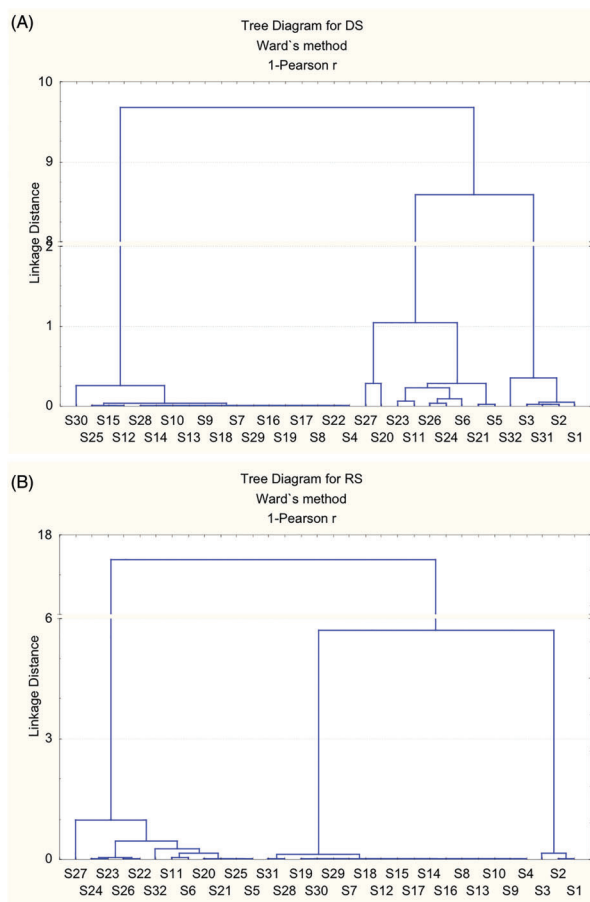 (A)
Tree Diagram for DS
Ward`s method
1-Pearson r
10
9
8
2
1
0
Linkage Distance
S30 S15 S28 S10 S9 S7 S16 S17 S22 S27 S23 S26 S6 S5 S3 S2
S25 S12 S14 S13 S18 S29 S19 S8 S4 S20 S11 S24 S21 S32 S31 S1
(B)
Tree Diagram for RS
Ward`s method
1-Pearson r
18
6
3
0
Linkage Distance
S27 S23 S22 S11 S20 S25 S31 S19 S29 S18 S15 S14 S8 S10 S4 S2
S24 S26 S32 S6 S21 S5 S28 S30 S7 S12 S17 S16 S13 S9 S3 S1